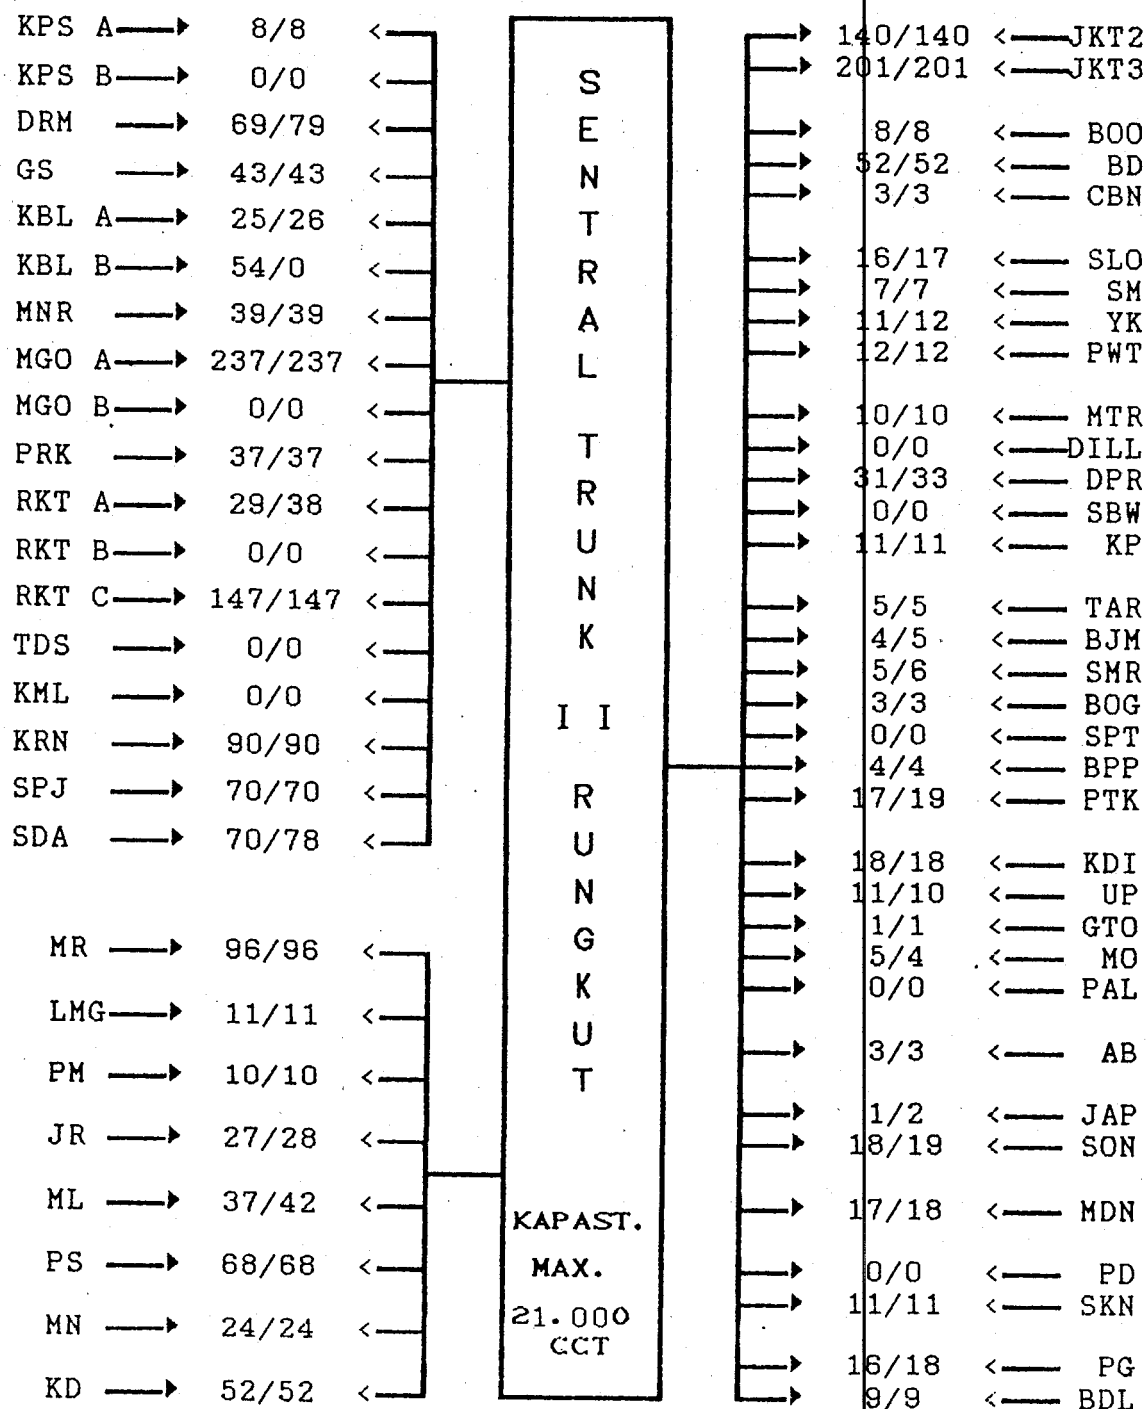 KPS A 8/8
KPS B 0/0
DRM 69/79
GS 43/43
KBL A 25/26
KBL B 54/0
MNR 39/39
MGO A 237/237
MGO B 0/0
PRK 37/37
RKT A 29/38
RKT B 0/0
RKT C 147/147
TDS 0/0
KML 0/0
KRN 90/90
SPJ 70/70
SDA 70/78
MR 96/96
LMG 11/11
PM 10/10
JR 27/28
ML 37/42
PS 68/68
MN 24/24
KD 52/52
SENTRAL TRUNK II RUNGKUT
KAPAST.
MAX.
21.000
CCT
140/140 JKT2
201/201 JKT3
8/8 BOO
52/52 BD
3/3 CBN
16/17 SLO
7/7 SM
11/12 YK
12/12 PWT
10/10 MTR
0/0 DILL
31/33 DPR
0/0 SBW
11/11 KP
5/5 TAR
4/5 BJM
5/6 SMR
3/3 BOG
0/0 SPT
4/4 BPP
17/19 PTK
18/18 KDI
11/10 UP
1/1 GTO
5/4 MO
0/0 PAL
3/3 AB
1/2 JAP
18/19 SON
17/18 MDN
0/0 PD
11/11 SKN
16/18 PG
9/9 BDL